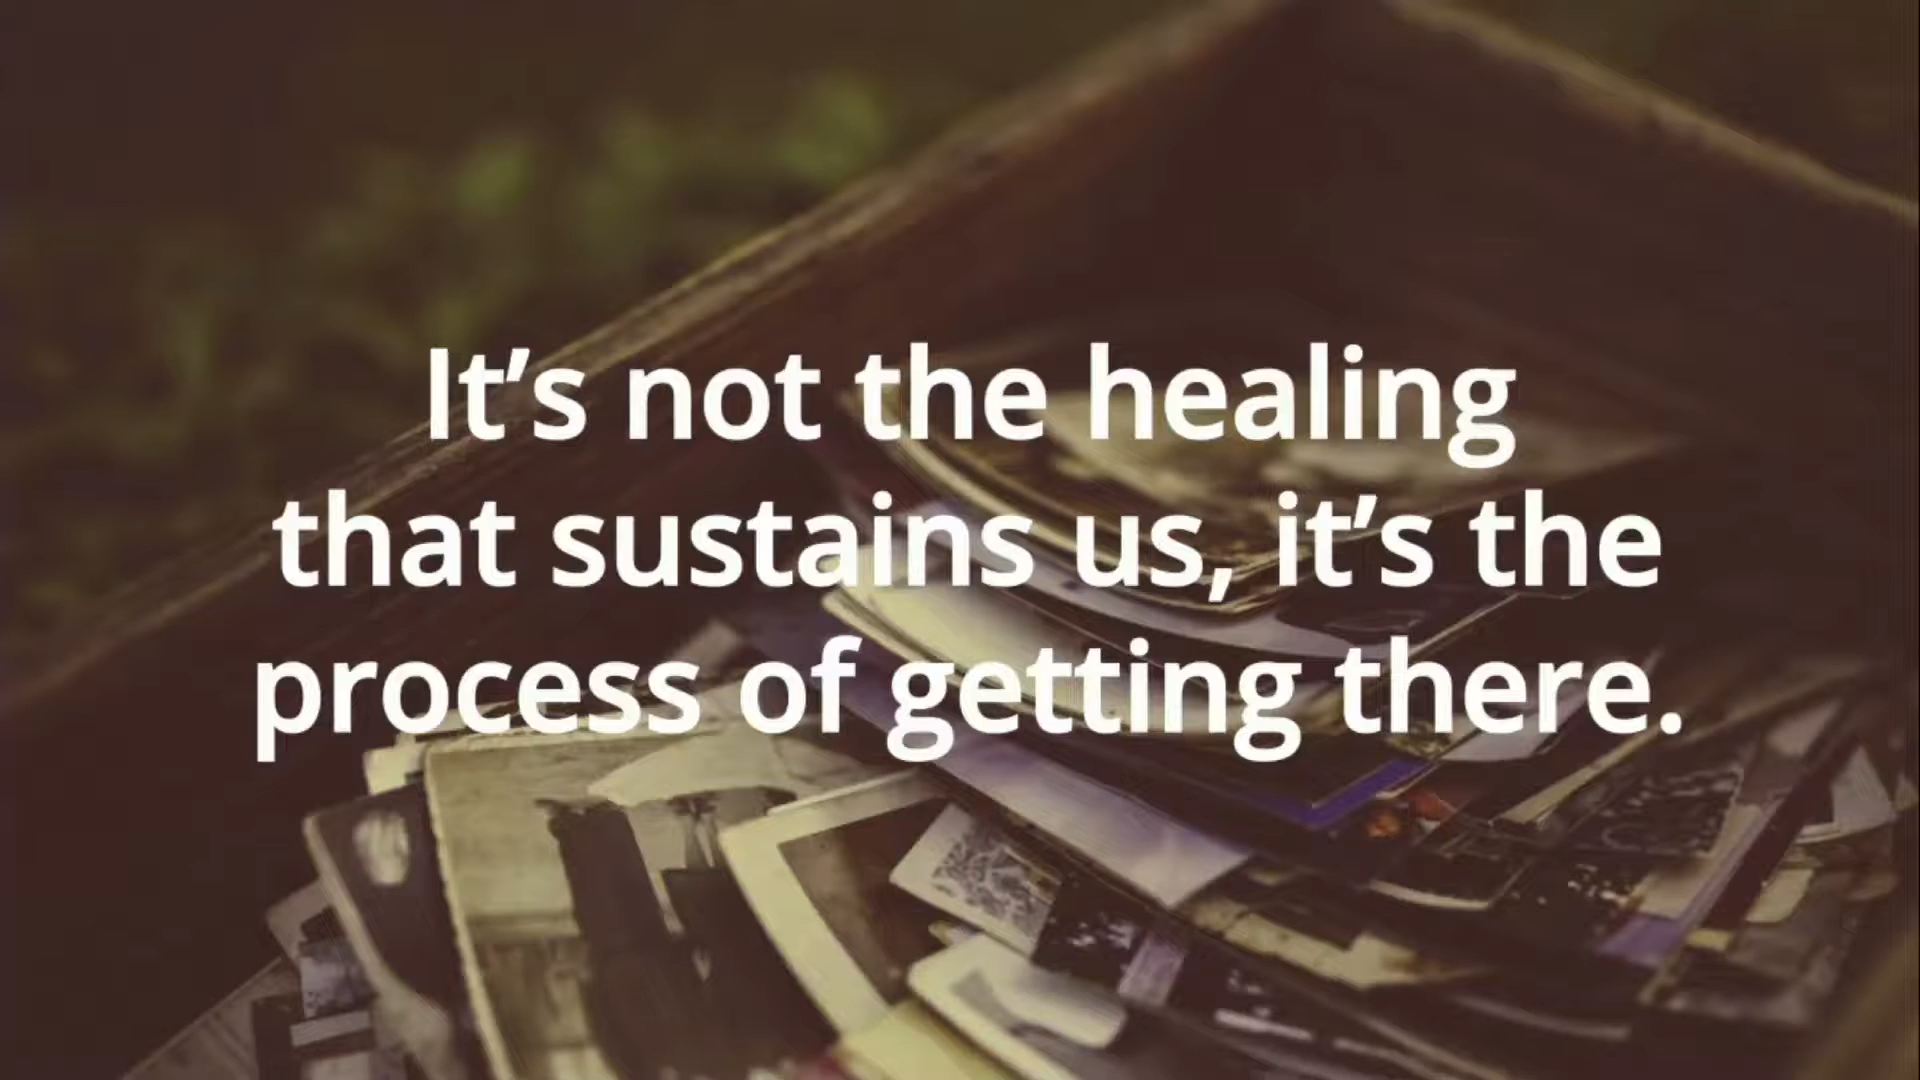 It’s not the healing
that sustains us, it’s the
process of getting there.